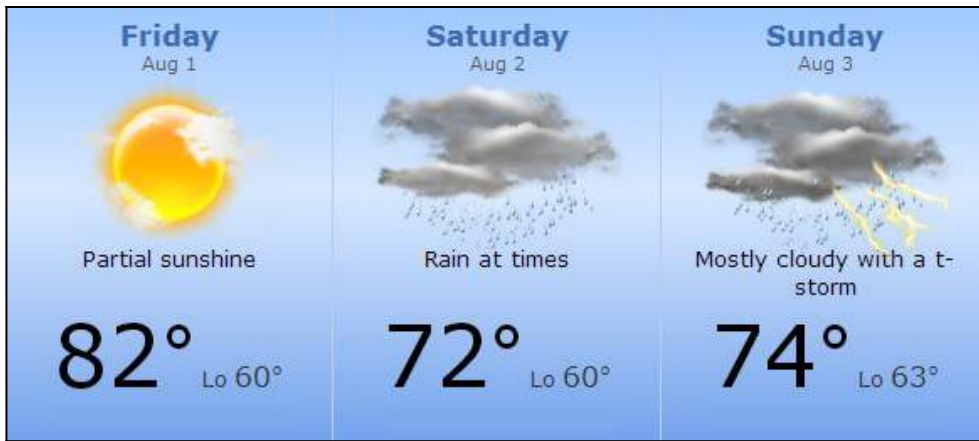 Friday
Aug 1
Partial sunshine
82° Lo 60°
Saturday
Aug 2
Rain at times
72° Lo 60°
Sunday
Aug 3
Mostly cloudy with a t-
storm
74° Lo 63°